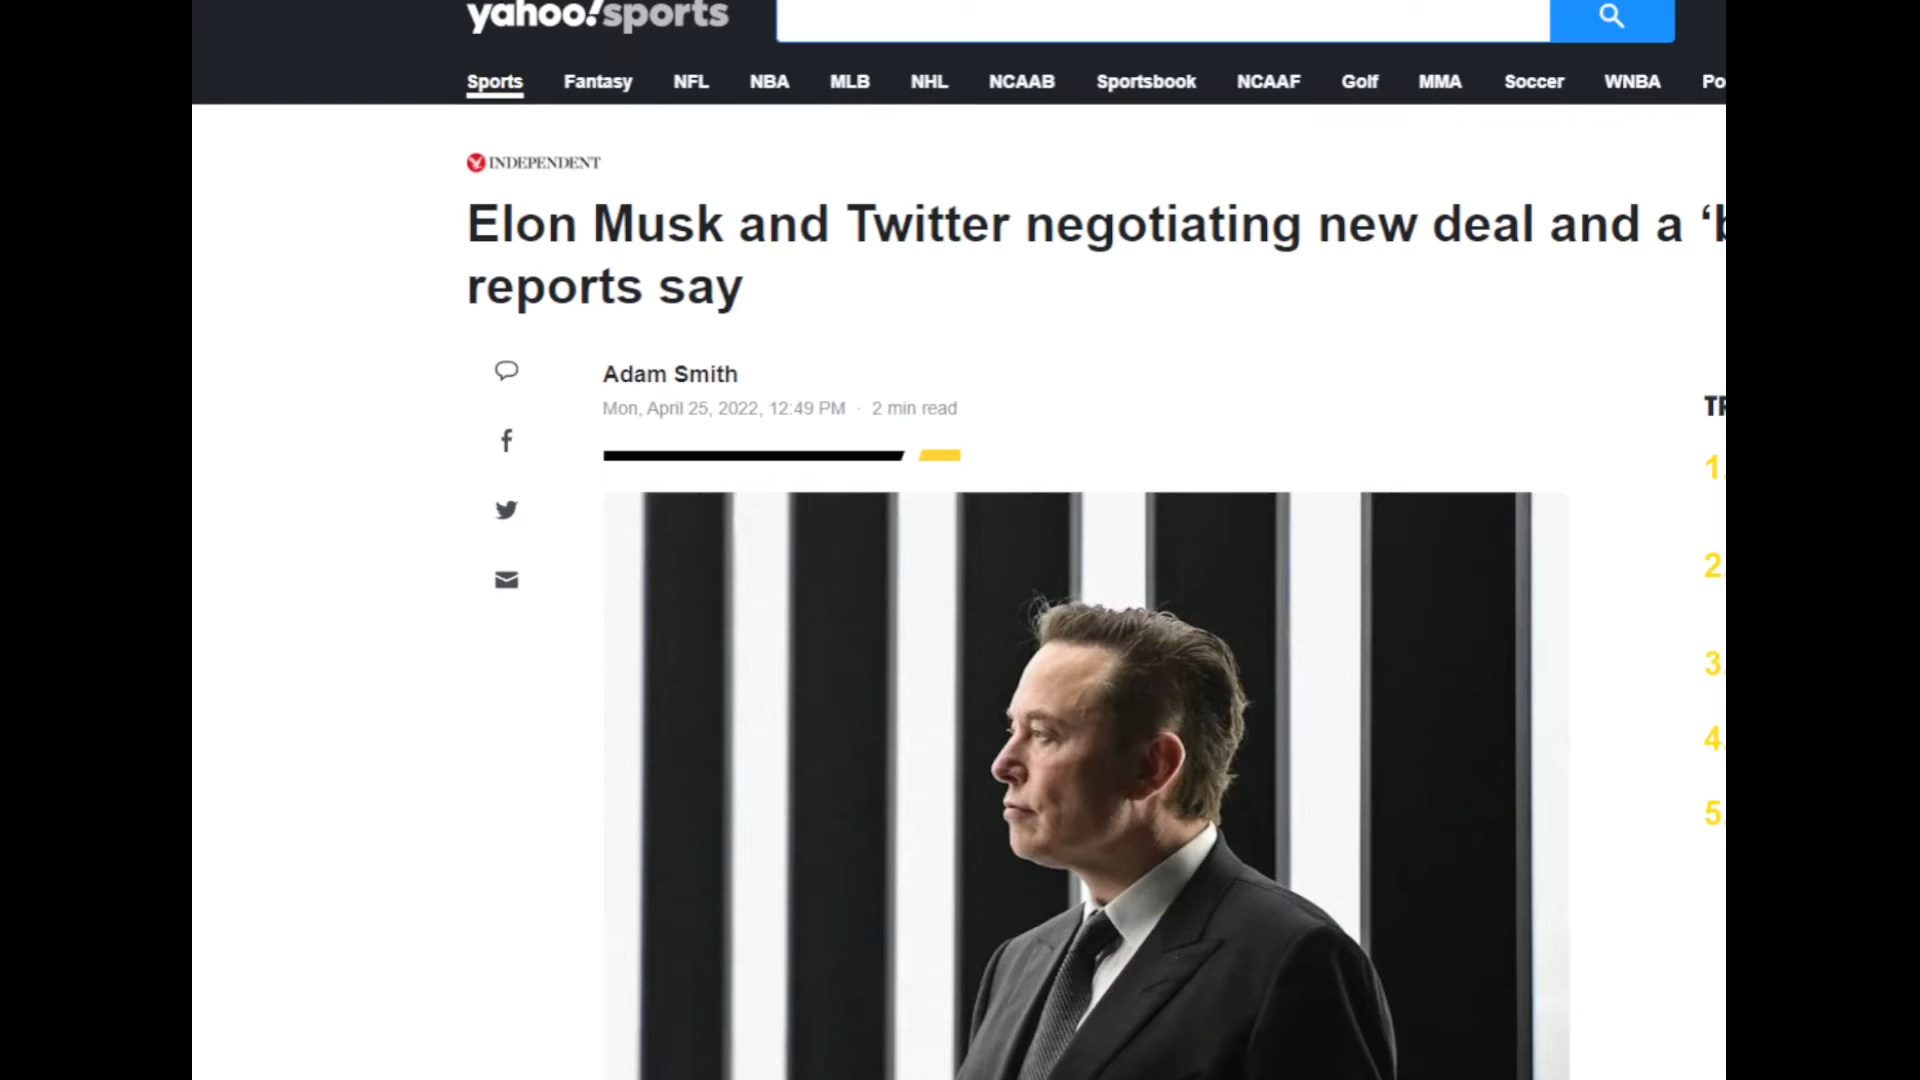 yahoo!sports
Sports Fantasy NFL NBA MLB NHL NCAAB Sportsbook NCAAF Golf MMA Soccer WNBA
INDEPENDENT
Elon Musk and Twitter negotiating new deal and a
reports say
Adam Smith
Mon, April 25, 2022, 12:49 PM · 2 min read
1.
2.
3.
4.
5.